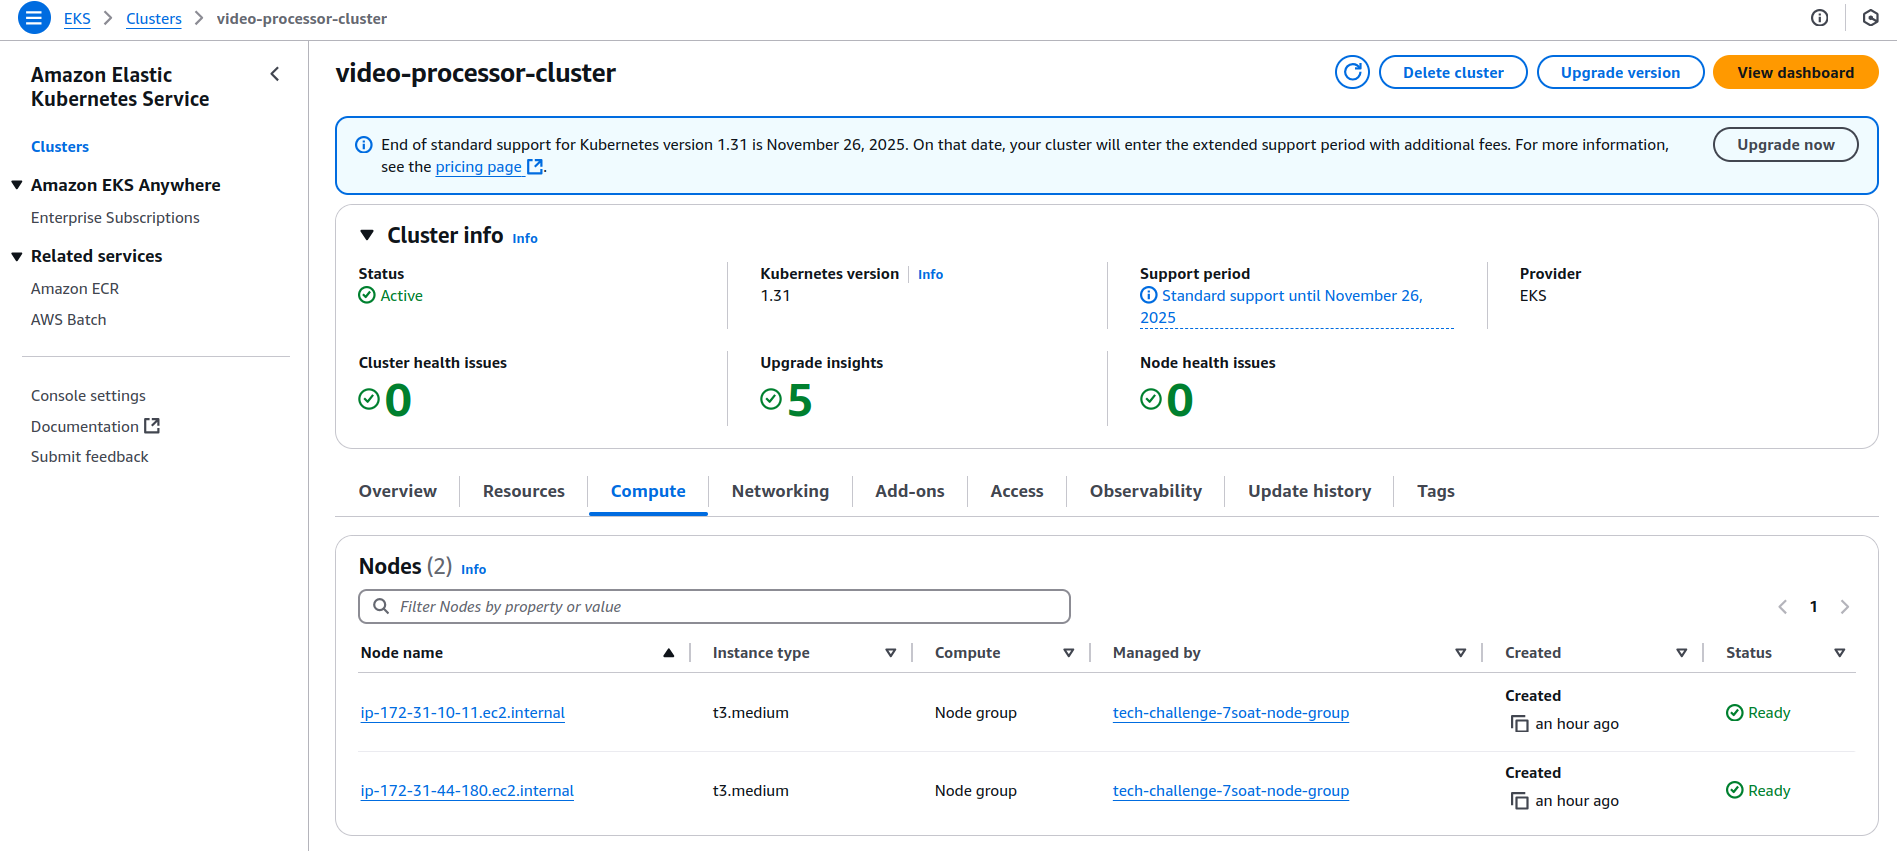 EKS
Clusters
video-processor-cluster
Amazon Elastic
Kubernetes Service
Clusters
Amazon EKS Anywhere
Enterprise Subscriptions
Related services
Amazon ECR
AWS Batch
Console settings
Documentation
Submit feedback
video-processor-cluster
Delete cluster
Upgrade version
View dashboard
End of standard support for Kubernetes version 1.31 is November 26, 2025. On that date, your cluster will enter the extended support period with additional fees. For more information,
see the pricing page .
Upgrade now
Cluster info Info
Status
Active
Kubernetes version Info
1.31
Support period
Standard support until November 26,
2025
Provider
EKS
Cluster health issues
0
Upgrade insights
5
Node health issues
0
Overview Resources Compute Networking Add-ons Access Observability Update history Tags
Nodes (2) Info
Filter Nodes by property or value
1
Node name Instance type Compute Managed by Created Status
ip-172-31-10-11.ec2.internal t3.medium Node group tech-challenge-7soat-node-group
Created
an hour ago
Ready
ip-172-31-44-180.ec2.internal t3.medium Node group tech-challenge-7soat-node-group
Created
an hour ago
Ready